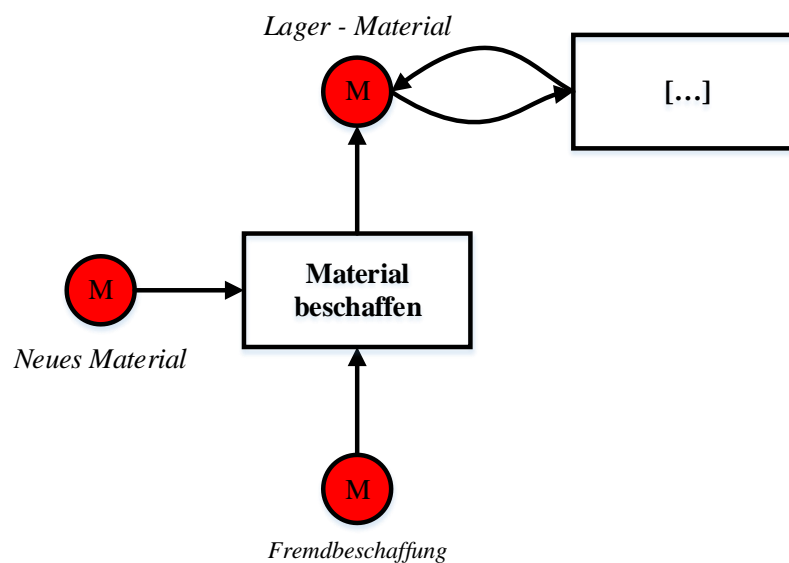 Lager - Material
M
[…]
Material
beschaffen
M
Neues Material
M
Fremdbeschaffung